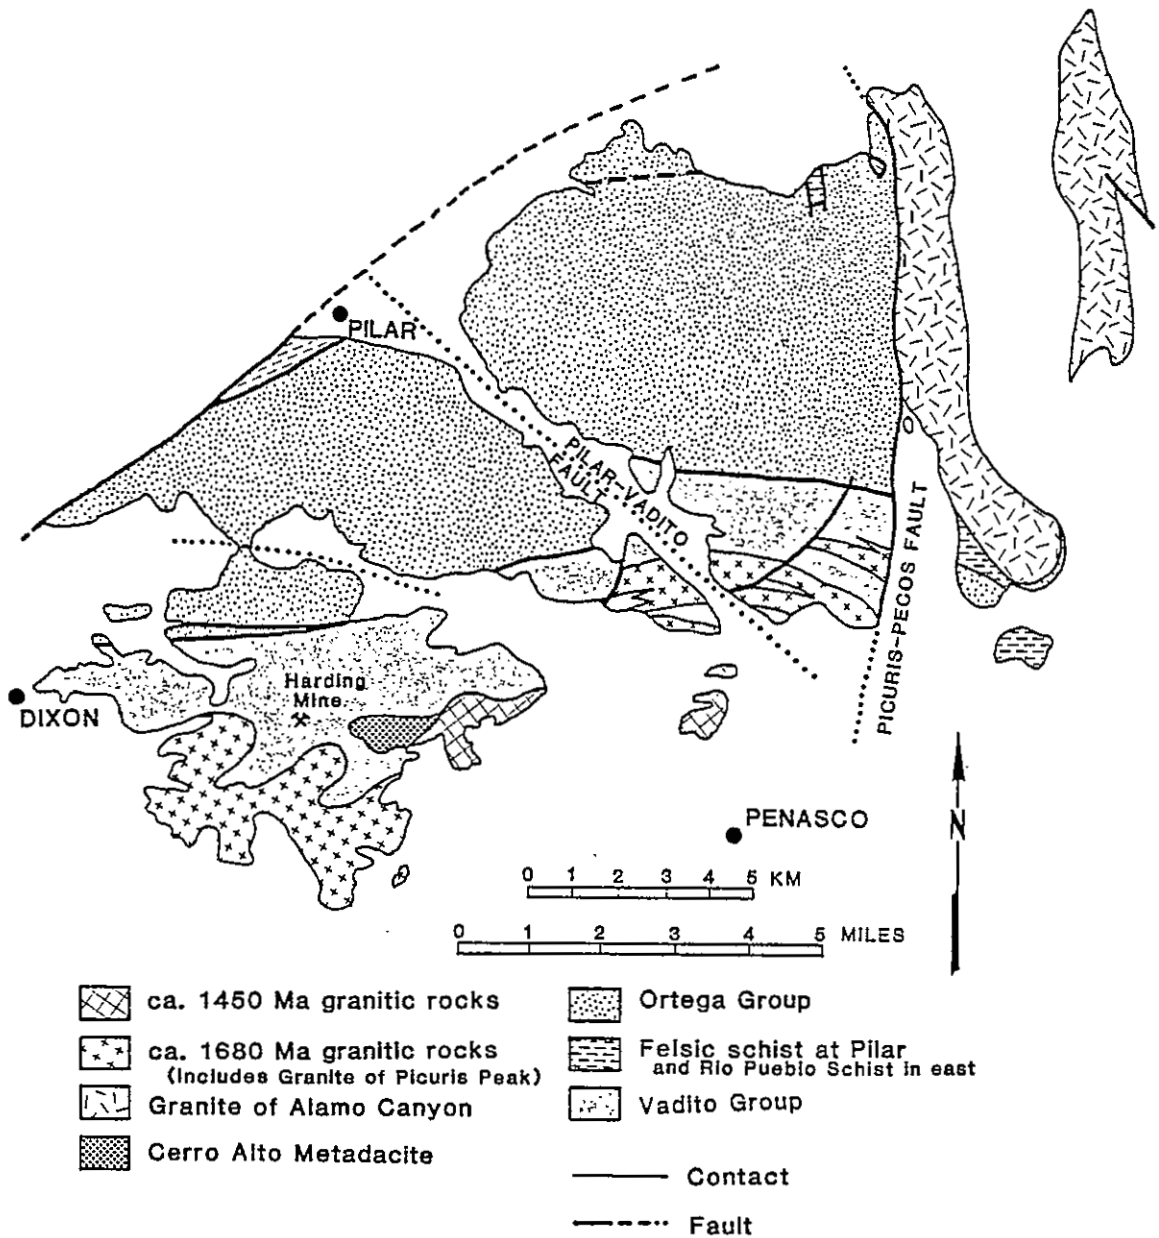 PILAR
PILAR-VADITO
FAULT
PICURIS-PECOS FAULT
Harding
Mine
DIXON
PENASCO
N
0 1 2 3 4 5 KM
0 1 2 3 4 5 MILES
ca. 1450 Ma granitic rocks
ca. 1680 Ma granitic rocks
(Includes Granite of Picuris Peak)
Granite of Alamo Canyon
Cerro Alto Metadacite
Ortega Group
Felsic schist at Pilar
and Rio Pueblo Schist in east
Vadito Group
Contact
Fault